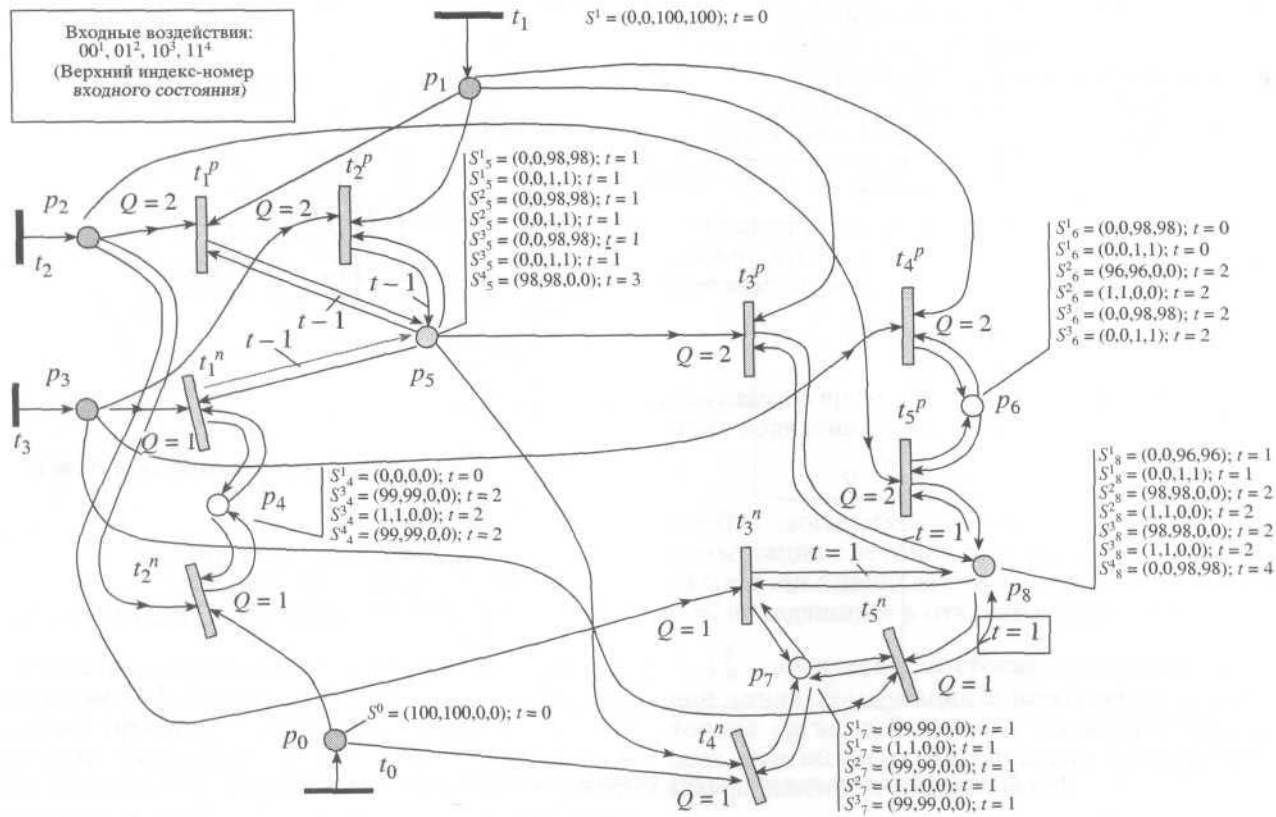 Входные воздействия:
00¹, 01², 10³, 11⁴
(Верхний индекс-номер
входного состояния)
t₁
S¹ = (0,0,100,100); t = 0
p₁
t₁ᵖ
t₂ᵖ
p₂
Q = 2
Q = 2
t₂
S¹₅ = (0,0,98,98); t = 1
S¹₅ = (0,0,1,1); t = 1
S²₅ = (0,0,98,98); t = 1
S²₅ = (0,0,1,1); t = 1
S³₅ = (0,0,98,98); t = 1
S³₅ = (0,0,1,1); t = 1
S⁴₅ = (98,98,0,0); t = 3
t₃ᵖ
t₄ᵖ
S¹₆ = (0,0,98,98); t = 0
S¹₆ = (0,0,1,1); t = 0
S²₆ = (96,96,0,0); t = 2
S²₆ = (1,1,0,0); t = 2
S³₆ = (0,0,98,98); t = 2
S³₆ = (0,0,1,1); t = 2
t – 1
t – 1
t – 1
Q = 2
Q = 2
p₃
t₁ⁿ
p₅
p₆
t₃
Q = 1
t₅ᵖ
Q = 2
S¹₄ = (0,0,0,0); t = 0
S³₄ = (99,99,0,0); t = 2
S³₄ = (1,1,0,0); t = 2
S⁴₄ = (99,99,0,0); t = 2
p₄
S¹₈ = (0,0,96,96); t = 1
S¹₈ = (0,0,1,1); t = 1
S²₈ = (98,98,0,0); t = 2
S²₈ = (1,1,0,0); t = 2
S³₈ = (98,98,0,0); t = 2
S³₈ = (1,1,0,0); t = 2
S⁴₈ = (0,0,98,98); t = 4
t₃ⁿ
t = 1
t = 1
p₈
t₂ⁿ
Q = 1
Q = 1
t₅ⁿ
t = 1
p₇
Q = 1
S⁰ = (100,100,0,0); t = 0
p₀
t₀
t₄ⁿ
Q = 1
S¹₇ = (99,99,0,0); t = 1
S¹₇ = (1,1,0,0); t = 1
S²₇ = (99,99,0,0); t = 1
S²₇ = (1,1,0,0); t = 1
S³₇ = (99,99,0,0); t = 1